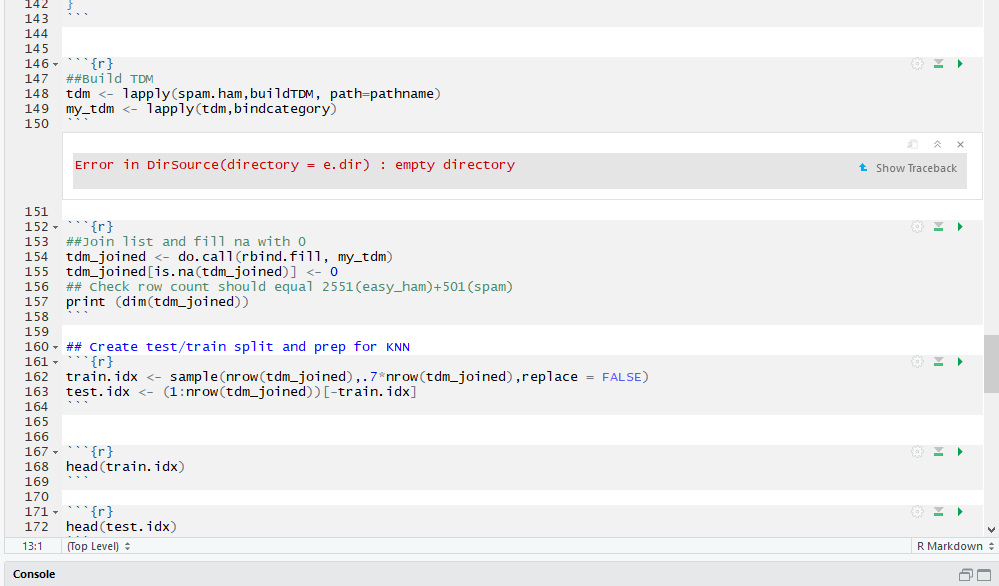 142 }
143 ```
144
145
146 ```{r}
147 ##Build TDM
148 tdm <- lapply(spam.ham,buildTDM, path=pathname)
149 my_tdm <- lapply(tdm,bindcategory)
150 ```
Error in DirSource(directory = e.dir) : empty directory
Show Traceback
151
152 ```{r}
153 ##Join list and fill na with 0
154 tdm_joined <- do.call(rbind.fill, my_tdm)
155 tdm_joined[is.na(tdm_joined)] <- 0
156 ## Check row count should equal 2551(easy_ham)+501(spam)
157 print (dim(tdm_joined))
158 ```
159
160 ## Create test/train split and prep for KNN
161 ```{r}
162 train.idx <- sample(nrow(tdm_joined),.7*nrow(tdm_joined),replace = FALSE)
163 test.idx <- (1:nrow(tdm_joined))[-train.idx]
164 ```
165
166
167 ```{r}
168 head(train.idx)
169 ```
170
171 ```{r}
172 head(test.idx)
13:1 (Top Level) R Markdown
Console